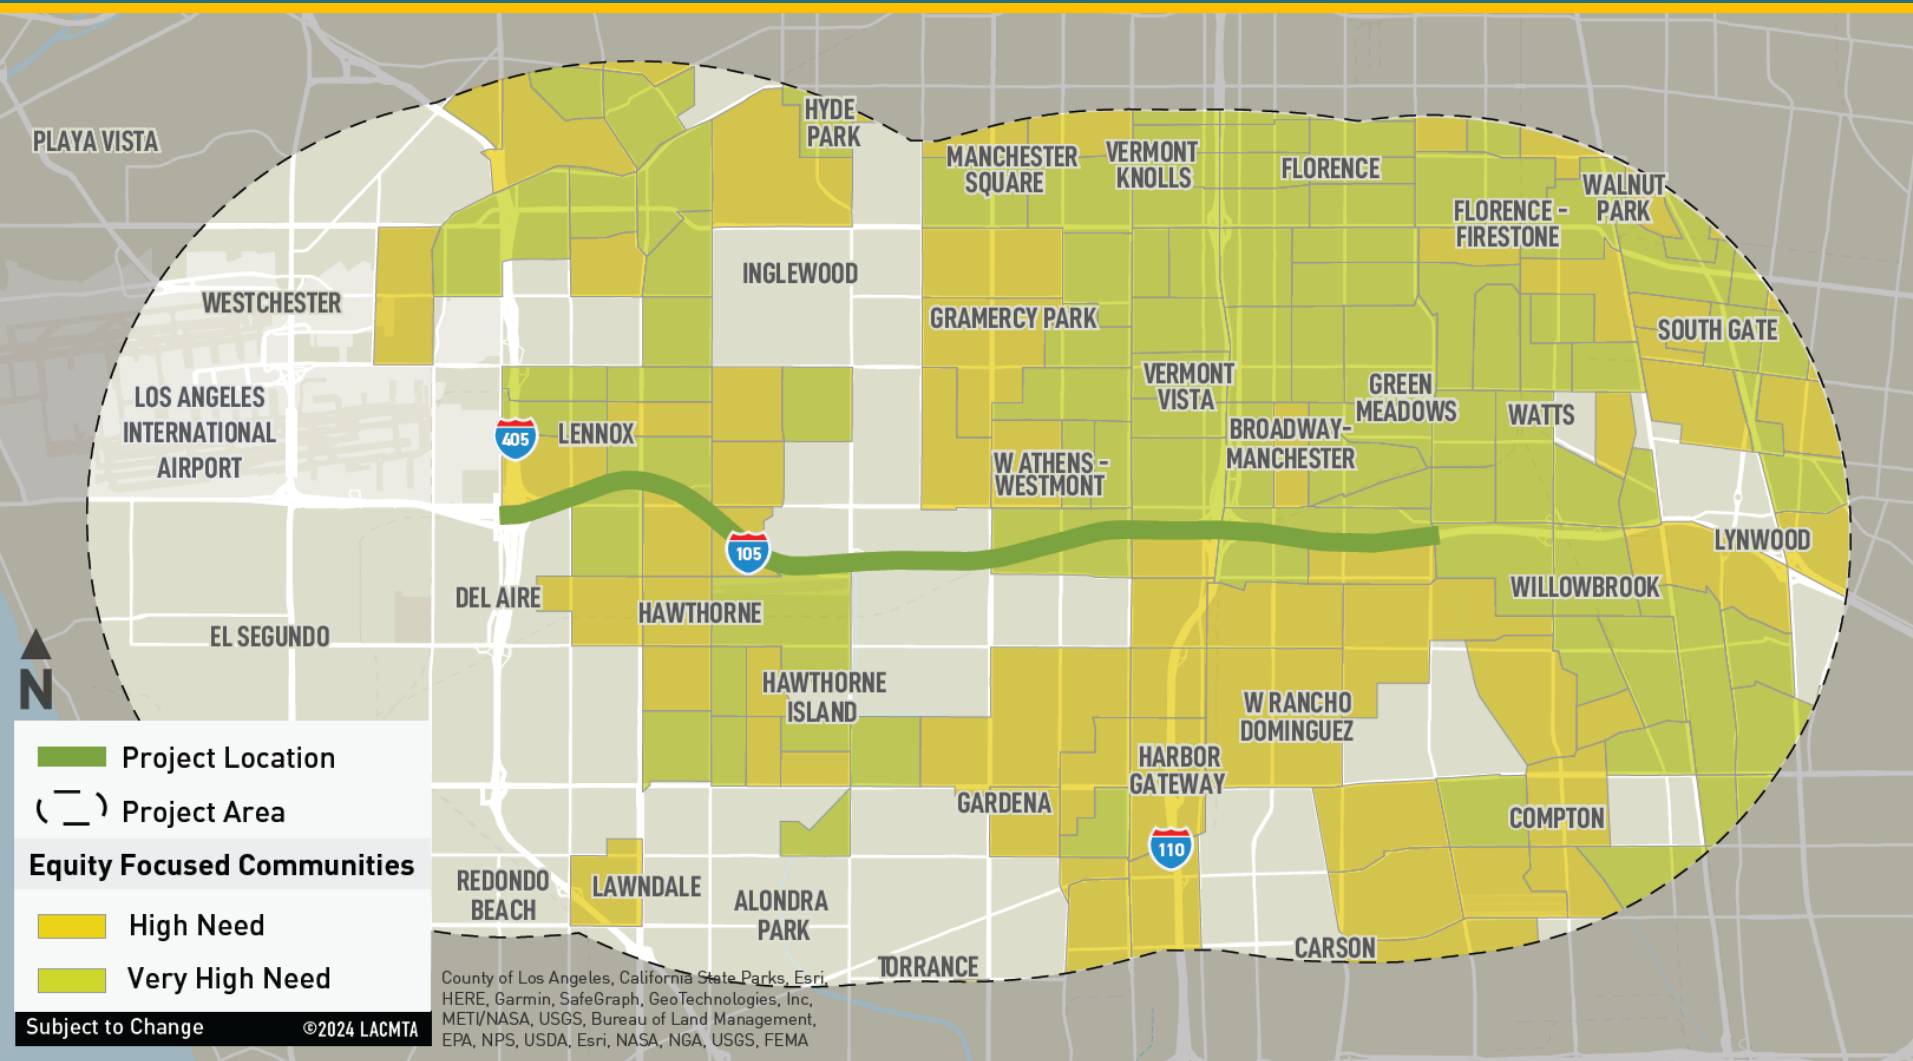 HYDE
PARK
PLAYA VISTA
MANCHESTER
SQUARE
VERMONT
KNOLLS
FLORENCE
WALNUT
PARK
FLORENCE -
FIRESTONE
INGLEWOOD
WESTCHESTER
GRAMERCY PARK
SOUTH GATE
VERMONT
VISTA
GREEN
MEADOWS
WATTS
LOS ANGELES
INTERNATIONAL
AIRPORT
405
LENNOX
BROADWAY-
MANCHESTER
W ATHENS -
WESTMONT
105
LYNWOOD
DEL AIRE
HAWTHORNE
WILLOWBROOK
EL SEGUNDO
N
HAWTHORNE
ISLAND
W RANCHO
DOMINGUEZ
HARBOR
GATEWAY
GARDENA
COMPTON
110
REDONDO
BEACH
LAWNDALE
ALONDRA
PARK
CARSON
TORRANCE
Project Location
Project Area
Equity Focused Communities
High Need
Very High Need
Subject to Change ©2024 LACMTA
County of Los Angeles, California State Parks, Esri,
HERE, Garmin, SafeGraph, GeoTechnologies, Inc,
METI/NASA, USGS, Bureau of Land Management,
EPA, NPS, USDA, Esri, NASA, NGA, USGS, FEMA